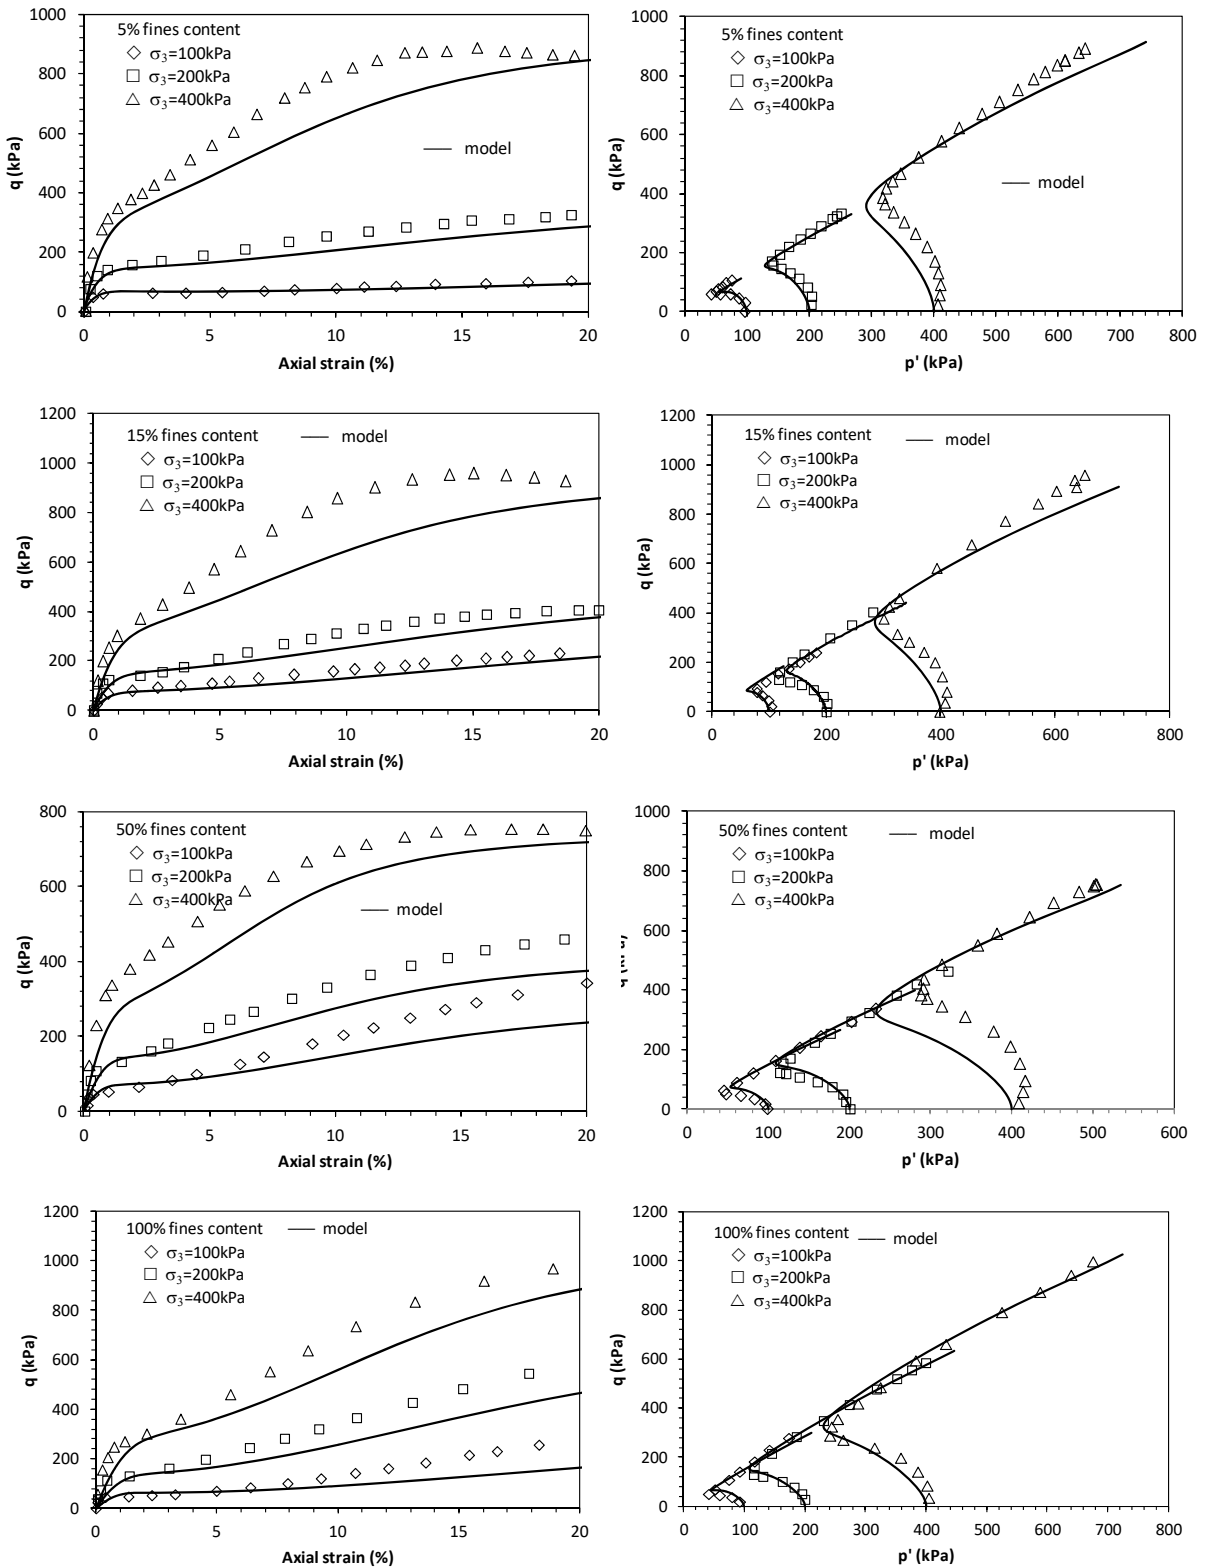 1000
800
600
400
200
0
q (kPa)
5% fines content
σ3=100kPa
σ3=200kPa
σ3=400kPa
model
0 5 10 15 20
Axial strain (%)
1000
800
600
400
200
0
q (kPa)
5% fines content
σ3=100kPa
σ3=200kPa
σ3=400kPa
model
0 100 200 300 400 500 600 700 800
p' (kPa)
1200
1000
800
600
400
200
0
q (kPa)
15% fines content
model
σ3=100kPa
σ3=200kPa
σ3=400kPa
0 5 10 15 20
Axial strain (%)
1200
1000
800
600
400
200
0
q (kPa)
15% fines content
model
σ3=100kPa
σ3=200kPa
σ3=400kPa
0 200 400 600 800
p' (kPa)
800
600
400
200
0
q (kPa)
50% fines content
σ3=100kPa
σ3=200kPa
σ3=400kPa
model
0 5 10 15 20
Axial strain (%)
1000
800
600
400
200
0
50% fines content
model
σ3=100kPa
σ3=200kPa
σ3=400kPa
0 100 200 300 400 500 600
p' (kPa)
1200
1000
800
600
400
200
0
q (kPa)
100% fines content
model
σ3=100kPa
σ3=200kPa
σ3=400kPa
0 5 10 15 20
Axial strain (%)
1200
1000
800
600
400
200
0
q (kPa)
100% fines content
model
σ3=100kPa
σ3=200kPa
σ3=400kPa
0 100 200 300 400 500 600 700 800
p' (kPa)